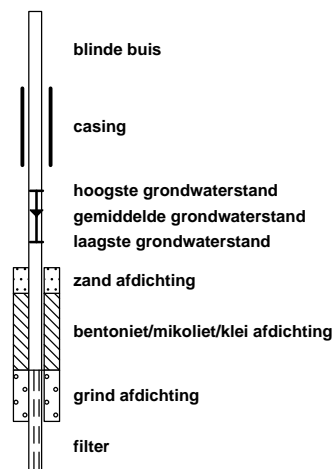 blinde buis
casing
hoogste grondwaterstand
gemiddelde grondwaterstand
laagste grondwaterstand
zand afdichting
bentoniet/mikoliet/klei afdichting
grind afdichting
filter